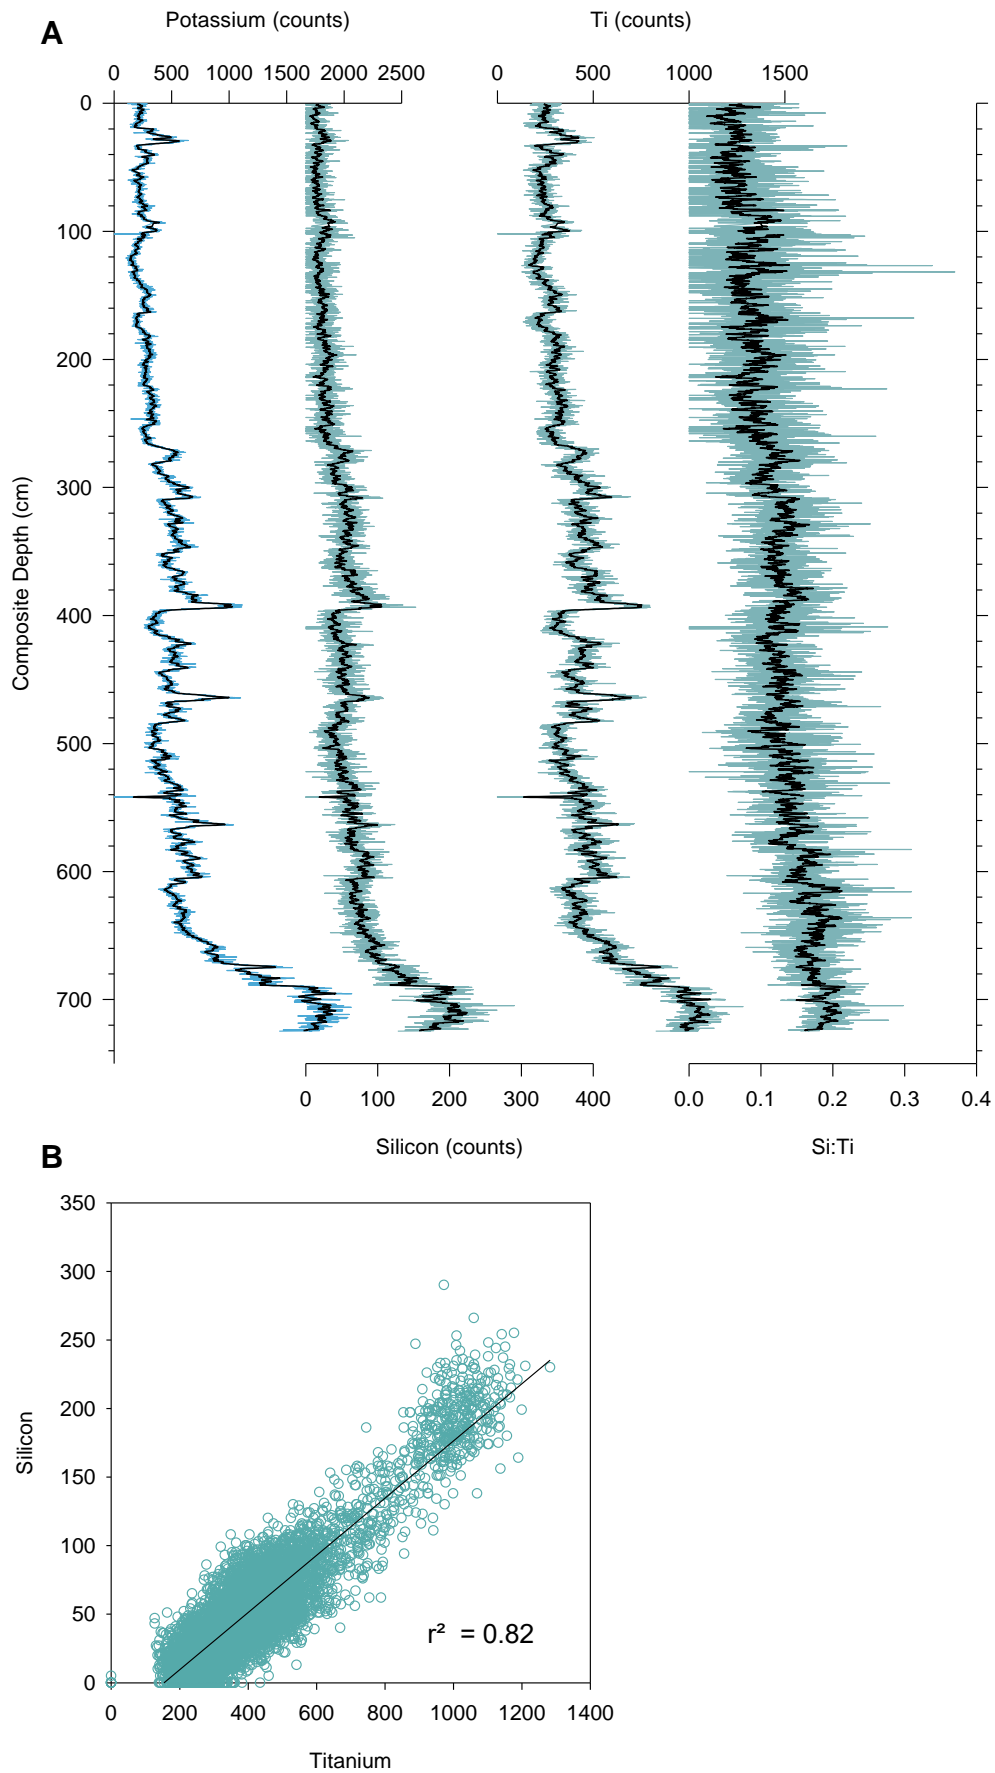 A
Potassium (counts)
Ti (counts)
0 500 1000 1500 2000 2500
0 500 1000 1500
0
100
200
300
400
500
600
700
Composite Depth (cm)
0 100 200 300 400
0.0 0.1 0.2 0.3 0.4
Silicon (counts)
Si:Ti
B
350
300
250
200
150
100
50
0
Silicon
r² = 0.82
0 200 400 600 800 1000 1200 1400
Titanium